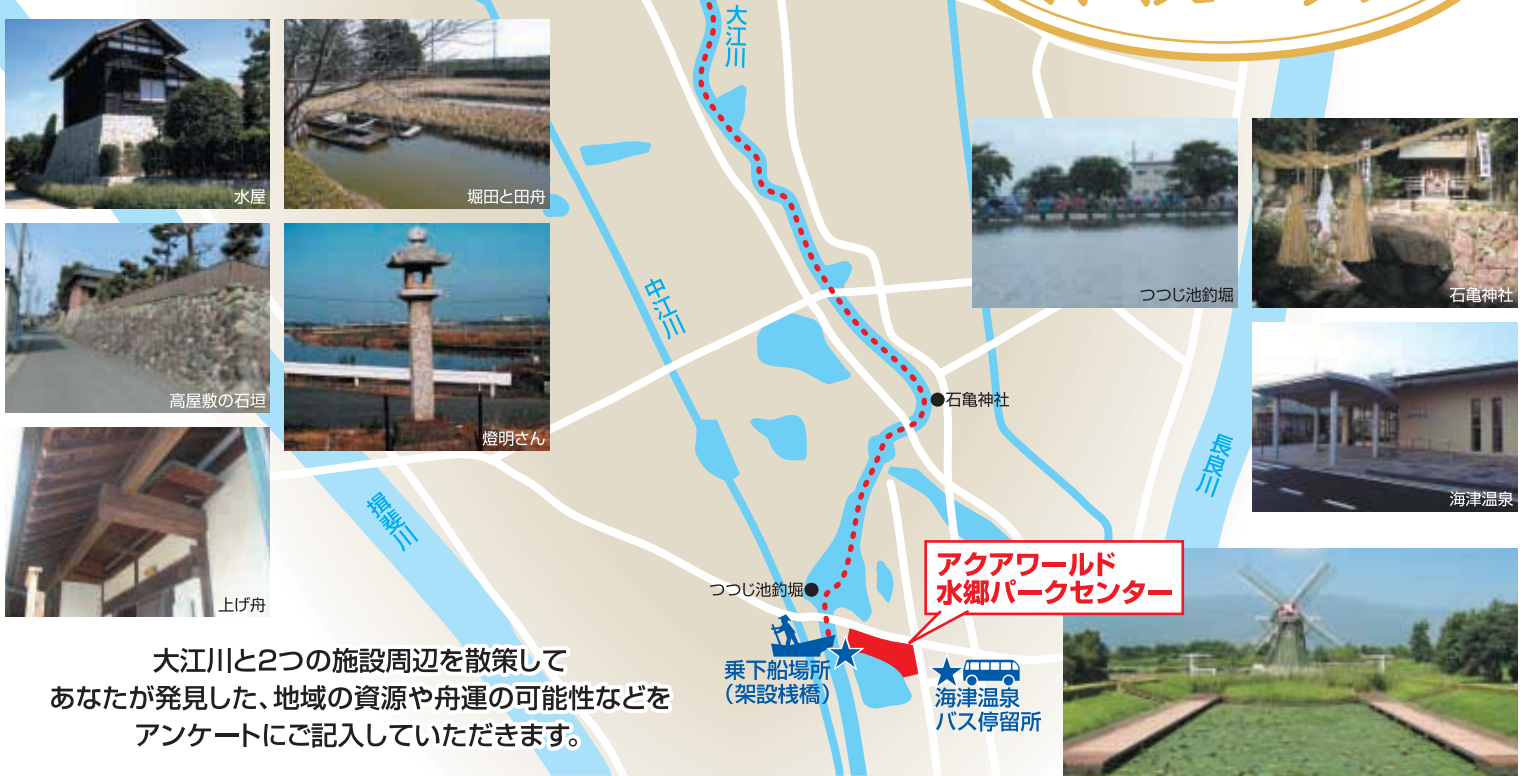 大江川
水屋
堀田と田舟
つつじ池釣堀
石亀神社
高屋敷の石垣
燈明さん
中江川
●石亀神社
海津温泉
上げ舟
揖斐川
長良川
アクアワールド
水郷パークセンター
つつじ池釣堀●
乗下船場所
（架設桟橋）
海津温泉
バス停留所
大江川と2つの施設周辺を散策して
あなたが発見した、地域の資源や舟運の可能性などを
アンケートにご記入していただきます。